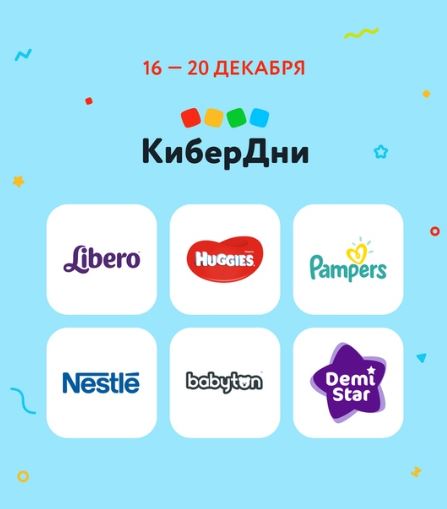 16 — 20 ДЕКАБРЯ
КиберДни
Libero
HUGGIES
Pampers
Nestlé
babyton
Demi
Star